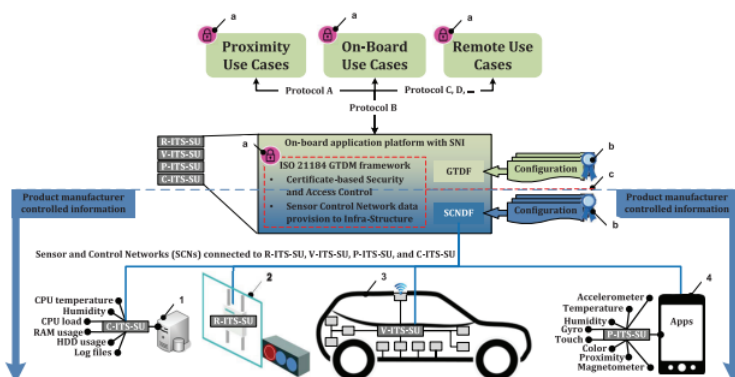 a
a
a
Proximity
Use Cases
On-Board
Use Cases
Remote Use
Cases
Protocol A
Protocol C, D,
Protocol B
R-ITS-SU
V-ITS-SU
P-ITS-SU
C-ITS-SU
a
On-board application platform with SNI
ISO 21184 GTDM framework
• Certificate-based Security
and Access Control
• Sensor Control Network data
provision to Infra-Structure
GTDF
SCNDF
Configuration
Configuration
b
c
b
Product manufacturer
controlled information
Product manufacturer
controlled information
Sensor and Control Networks (SCNs) connected to R-ITS-SU, V-ITS-SU, P-ITS-SU, and C-ITS-SU
CPU temperature
Humidity
CPU load
RAM usage
HDD usage
Log files
C-ITS-SU
1
2
R-ITS-SU
3
V-ITS-SU
Accelerometer
Temperature
Humidity
Gyro
Touch
Color
Proximity
Magnetometer
P-ITS-SU
Apps
4